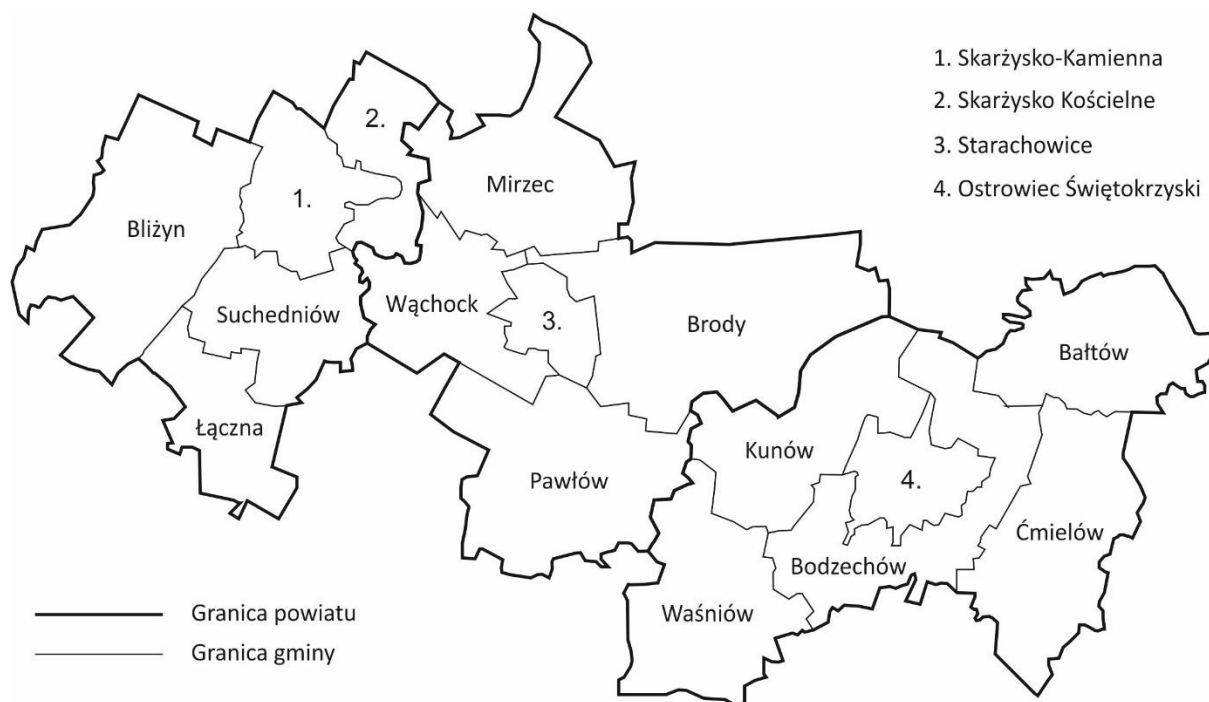 1. Skarżysko-Kamienna
2. Skarżysko Kościelne
3. Starachowice
4. Ostrowiec Świętokrzyski
2.
Mirzec
1.
Bliżyn
Suchedniów
Wąchock
3.
Brody
Bałtów
Łączna
Kunów
Pawłów
4.
Ćmielów
Bodzechów
Waśniów
Granica powiatu
Granica gminy